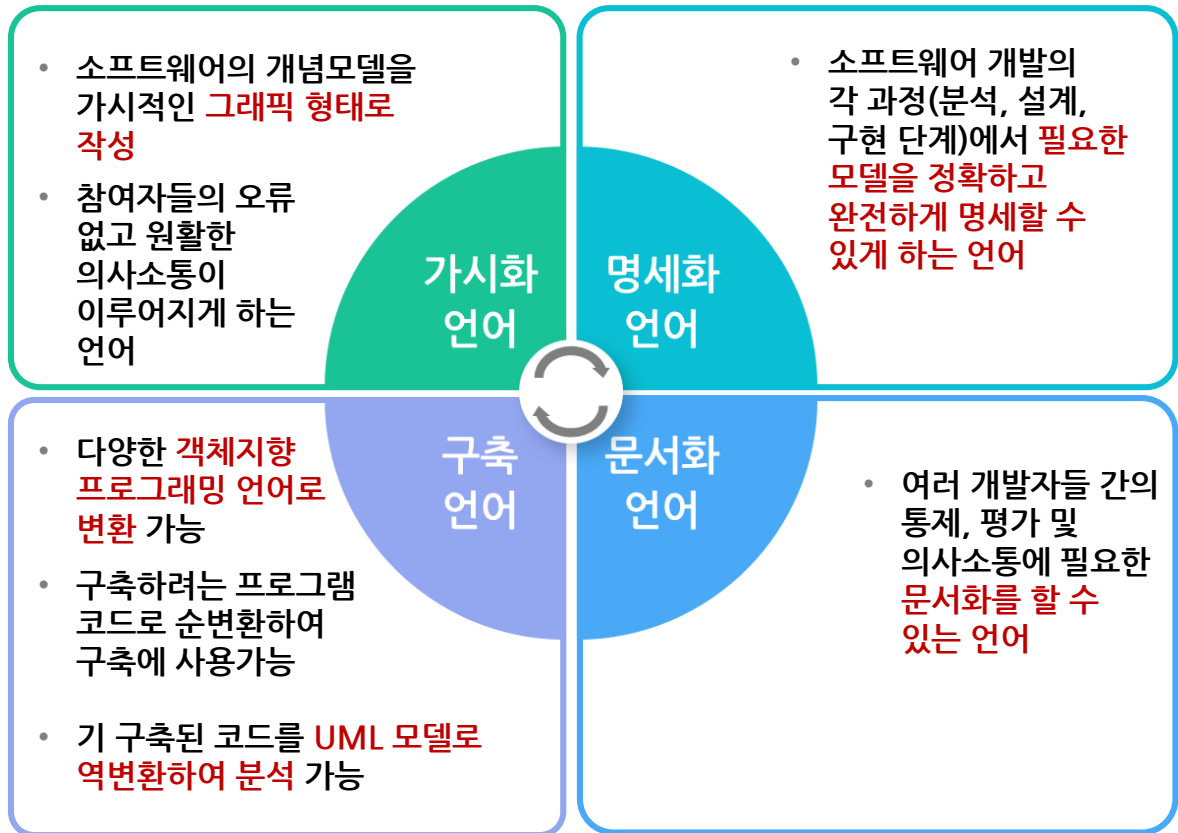 • 소프트웨어의 개념모델을
가시적인 그래픽 형태로
작성
• 참여자들의 오류
없고 원활한
의사소통이
이루어지게 하는
언어
가시화
언어
• 소프트웨어 개발의
각 과정(분석, 설계,
구현 단계)에서 필요한
모델을 정확하고
완전하게 명세할 수
있게 하는 언어
명세화
언어
• 다양한 객체지향
프로그래밍 언어로
변환 가능
• 구축하려는 프로그램
코드로 순변환하여
구축에 사용가능
• 기 구축된 코드를 UML 모델로
역변환하여 분석 가능
구축
언어
문서화
언어
• 여러 개발자들 간의
통제, 평가 및
의사소통에 필요한
문서화를 할 수
있는 언어